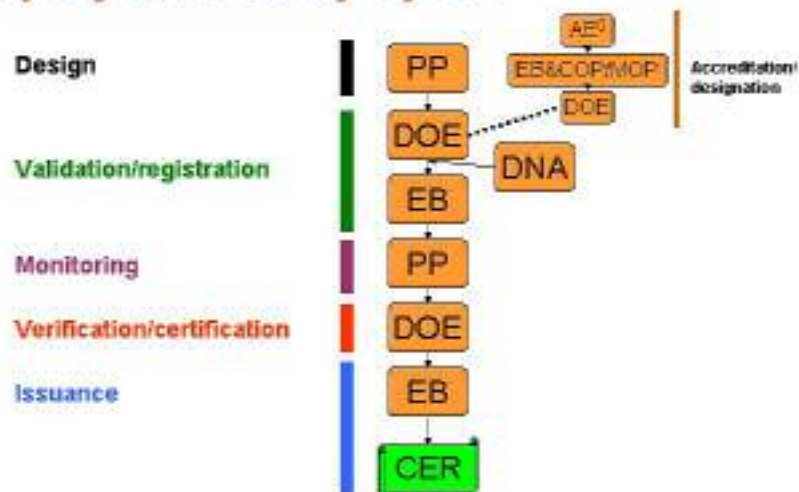 AE
EB&COP/MOP
DOE
Accreditation/
designation
Design
PP
DOE
Validation/registration
DNA
EB
Monitoring
PP
Verification/certification
DOE
Issuance
EB
CER